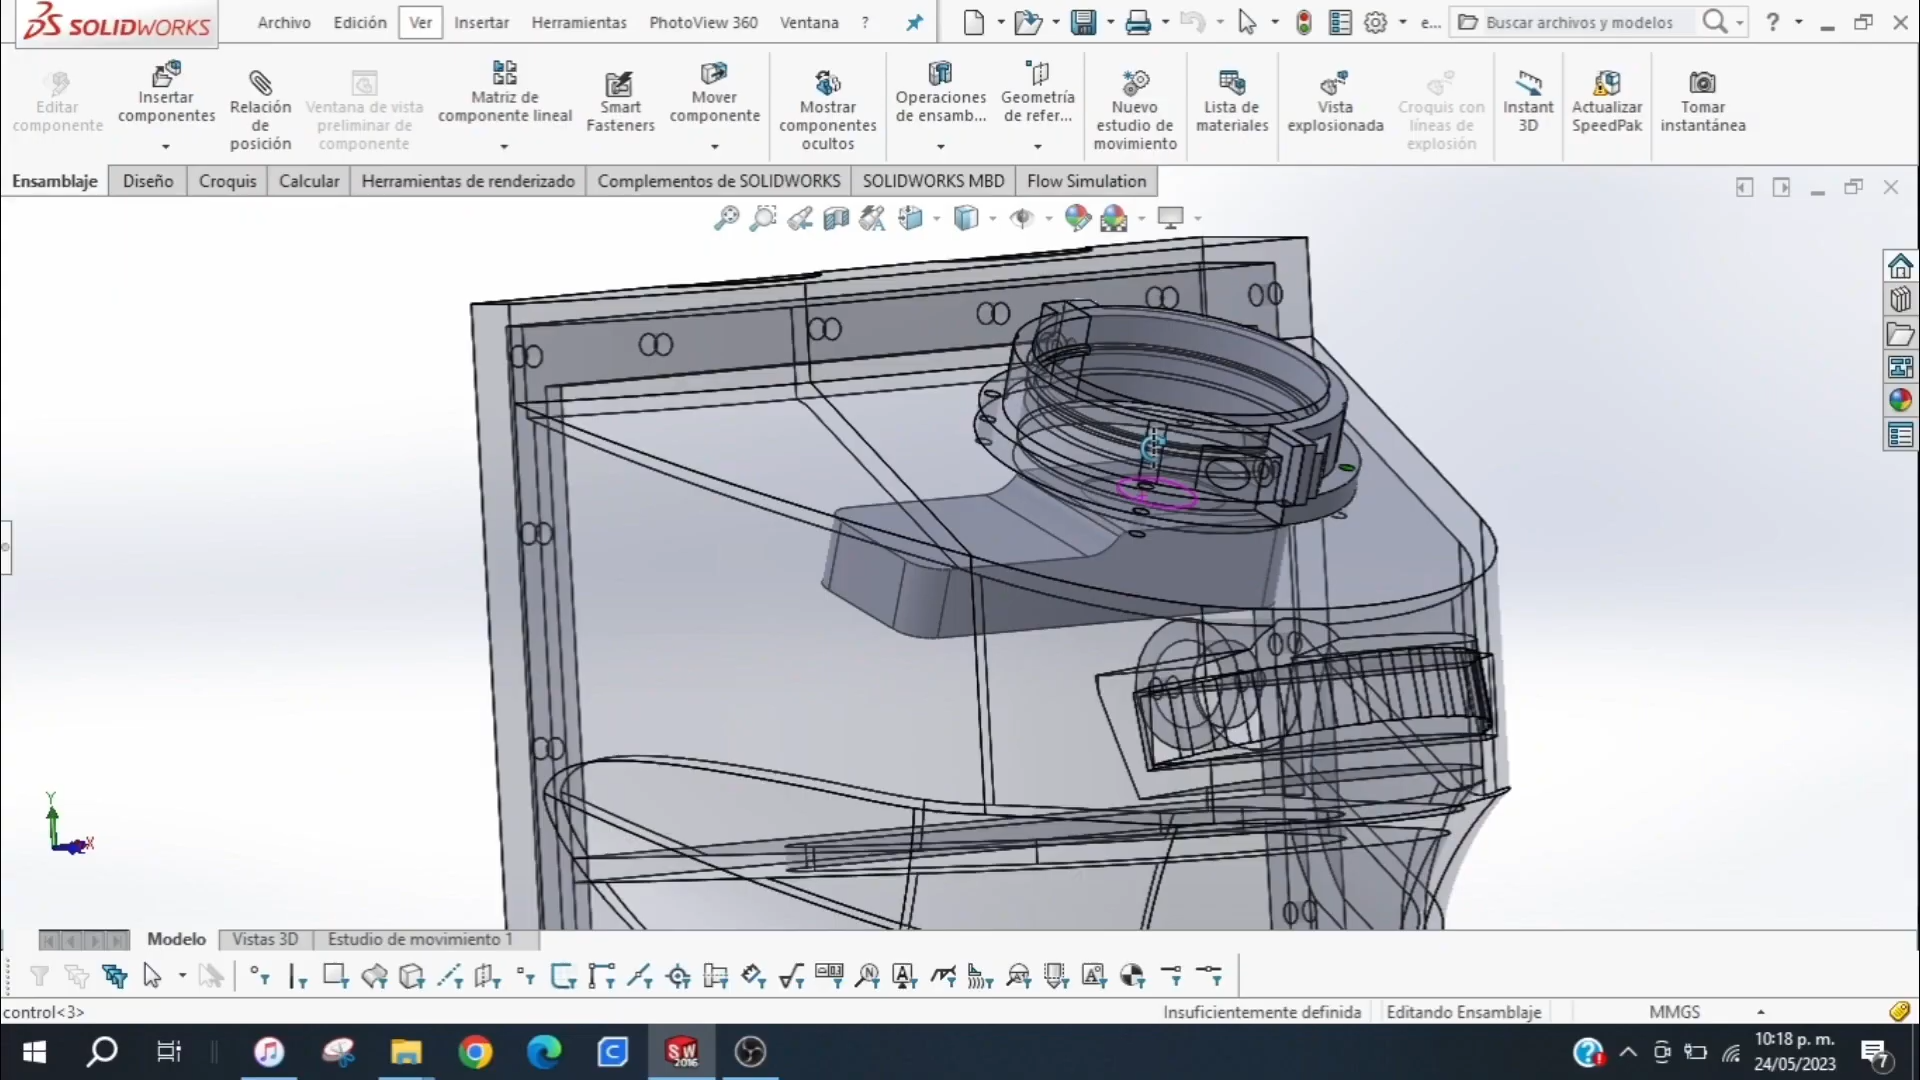 SOLIDWORKS
Archivo Edición Ver Insertar Herramientas PhotoView 360 Ventana ?
e...
Buscar archivos y modelos
?
Editar componente
Insertar componentes
Relación de posición
Ventana de vista preliminar de componente
Matriz de componente lineal
Smart Fasteners
Mover componente
Mostrar componentes ocultos
Operaciones de ensamb...
Geometría de refer...
Nuevo estudio de movimiento
Lista de materiales
Vista explosionada
Croquis con líneas de explosión
Instant 3D
Actualizar SpeedPak
Tomar instantánea
Ensamblaje Diseño Croquis Calcular Herramientas de renderizado Complementos de SOLIDWORKS SOLIDWORKS MBD Flow Simulation
Y
X
Modelo Vistas 3D Estudio de movimiento 1
control<3>
Insuficientemente definida Editando Ensamblaje MMGS
SW 2016
10:18 p. m.
24/05/2023
7